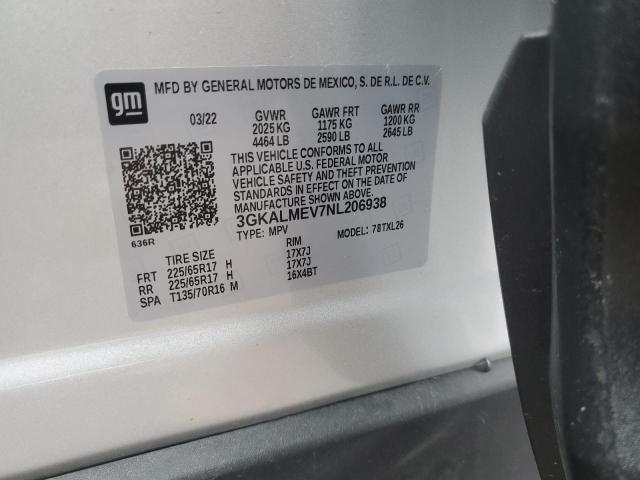 gm
MFD BY GENERAL MOTORS DE MEXICO, S. DE R.L. DE C.V.
03/22 GVWR GAWR FRT GAWR RR
2025 KG 1175 KG 1200 KG
4464 LB 2590 LB 2645 LB
THIS VEHICLE CONFORMS TO ALL
APPLICABLE U.S. FEDERAL MOTOR
VEHICLE SAFETY AND THEFT PREVENTION
STANDARDS IN EFFECT ON THE DATE OF
MANUFACTURE SHOWN ABOVE.
3GKALMEV7NL206938
636R
TYPE: MPV MODEL: 78TXL26
TIRE SIZE RIM
FRT 225/65R17 H 17X7J
RR 225/65R17 H 17X7J
SPA T135/70R16 M 16X4BT